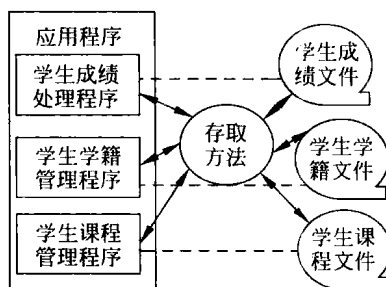 应用程序
学生成绩
处理程序
学生学籍
管理程序
学生课程
管理程序
存取
方法
学生成
绩文件
学生学
籍文件
学生课
程文件